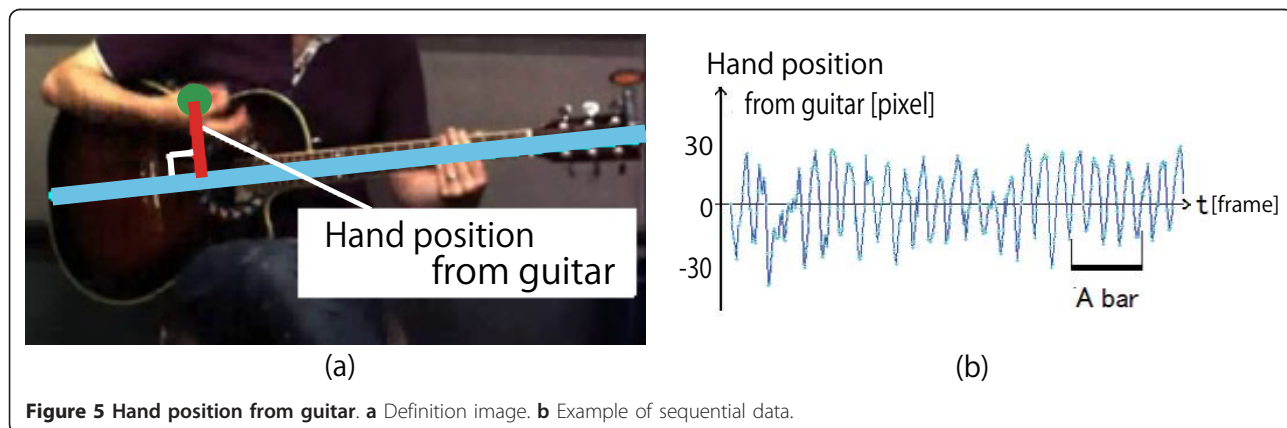 Hand position
from guitar
(a)
Hand position
from guitar [pixel]
30
0
-30
t [frame]
A bar
(b)
Figure 5 Hand position from guitar. a Definition image. b Example of sequential data.